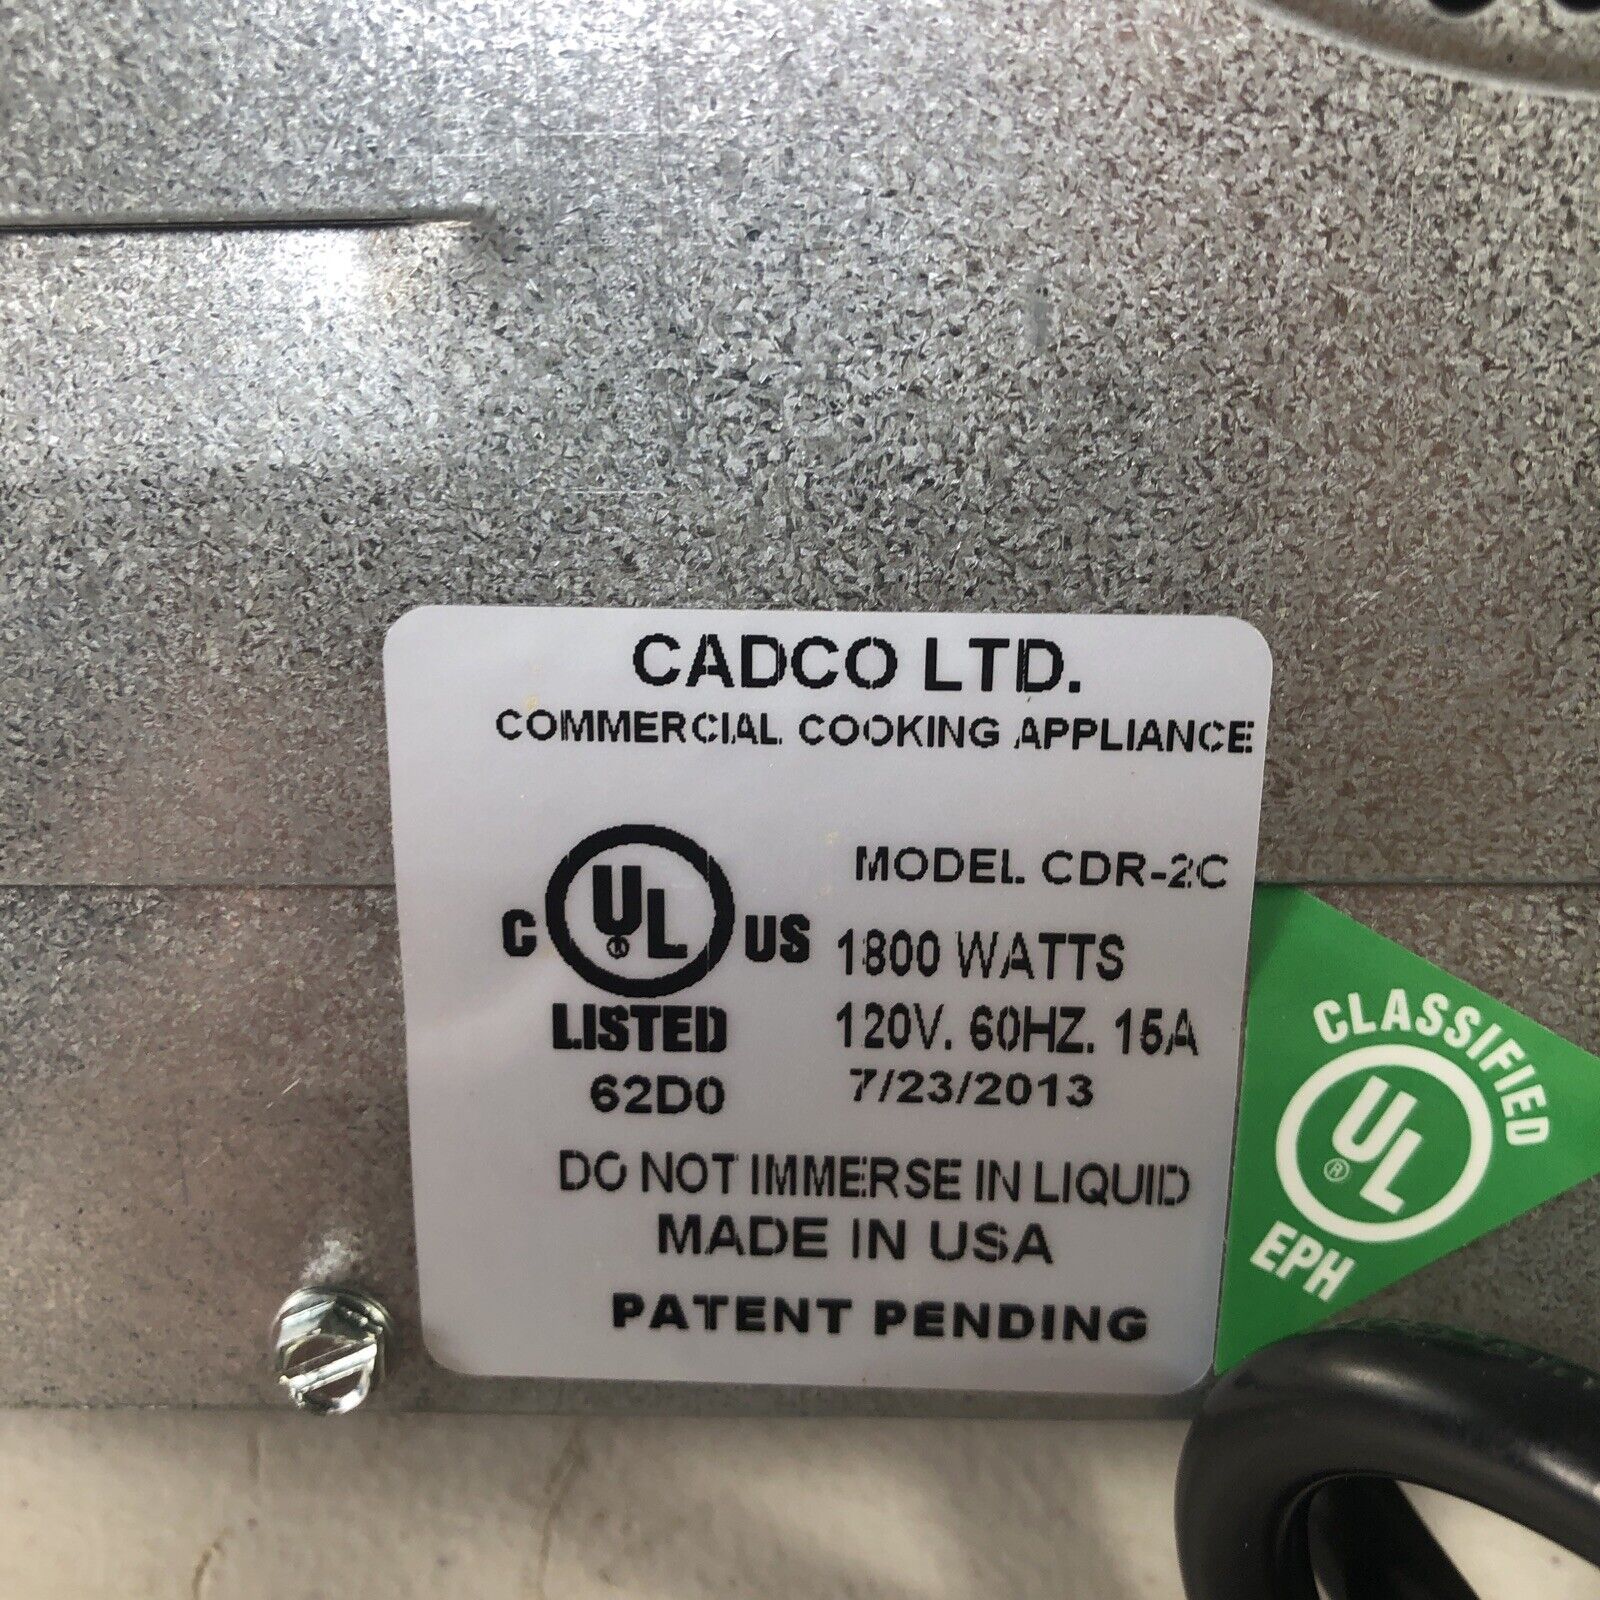 CADCO LTD.
COMMERCIAL COOKING APPLIANCE
C UL® US
LISTED
62D0
MODEL CDR-2C
1800 WATTS
120V. 60HZ. 15A
7/23/2013
DO NOT IMMERSE IN LIQUID
MADE IN USA
PATENT PENDING
CLASSIFIED
UL®
EPH